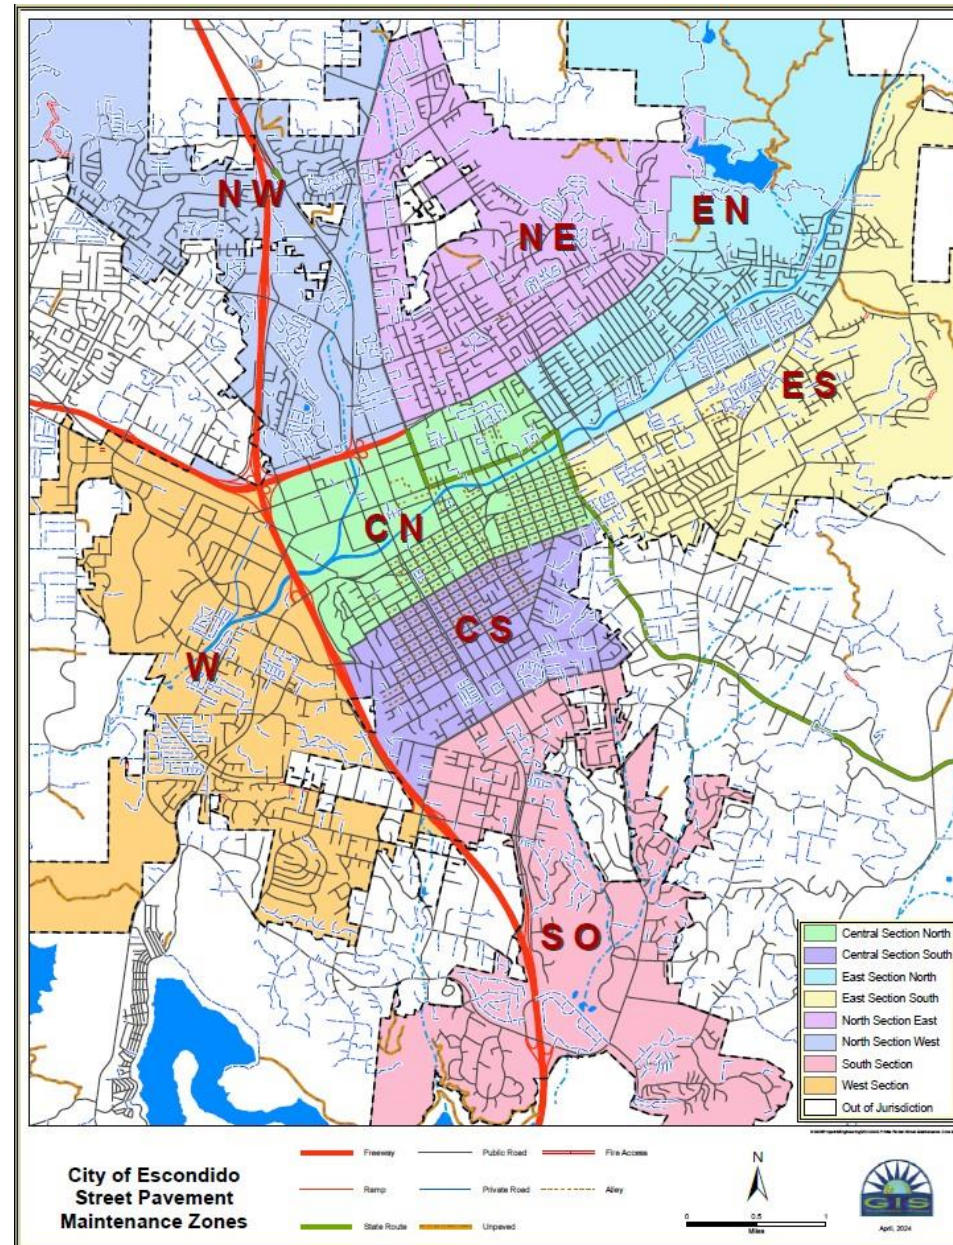 NW
NE
EN
ES
CN
CS
W
SO
Central Section North
Central Section South
East Section North
East Section South
North Section East
North Section West
South Section
West Section
Out of Jurisdiction
City of Escondido
Street Pavement
Maintenance Zones
Freeway
Public Road
Fire Access
Ramp
Private Road
Alley
State Route
Unpaved
N
0 0.5 1
Miles
GIS
April, 2024